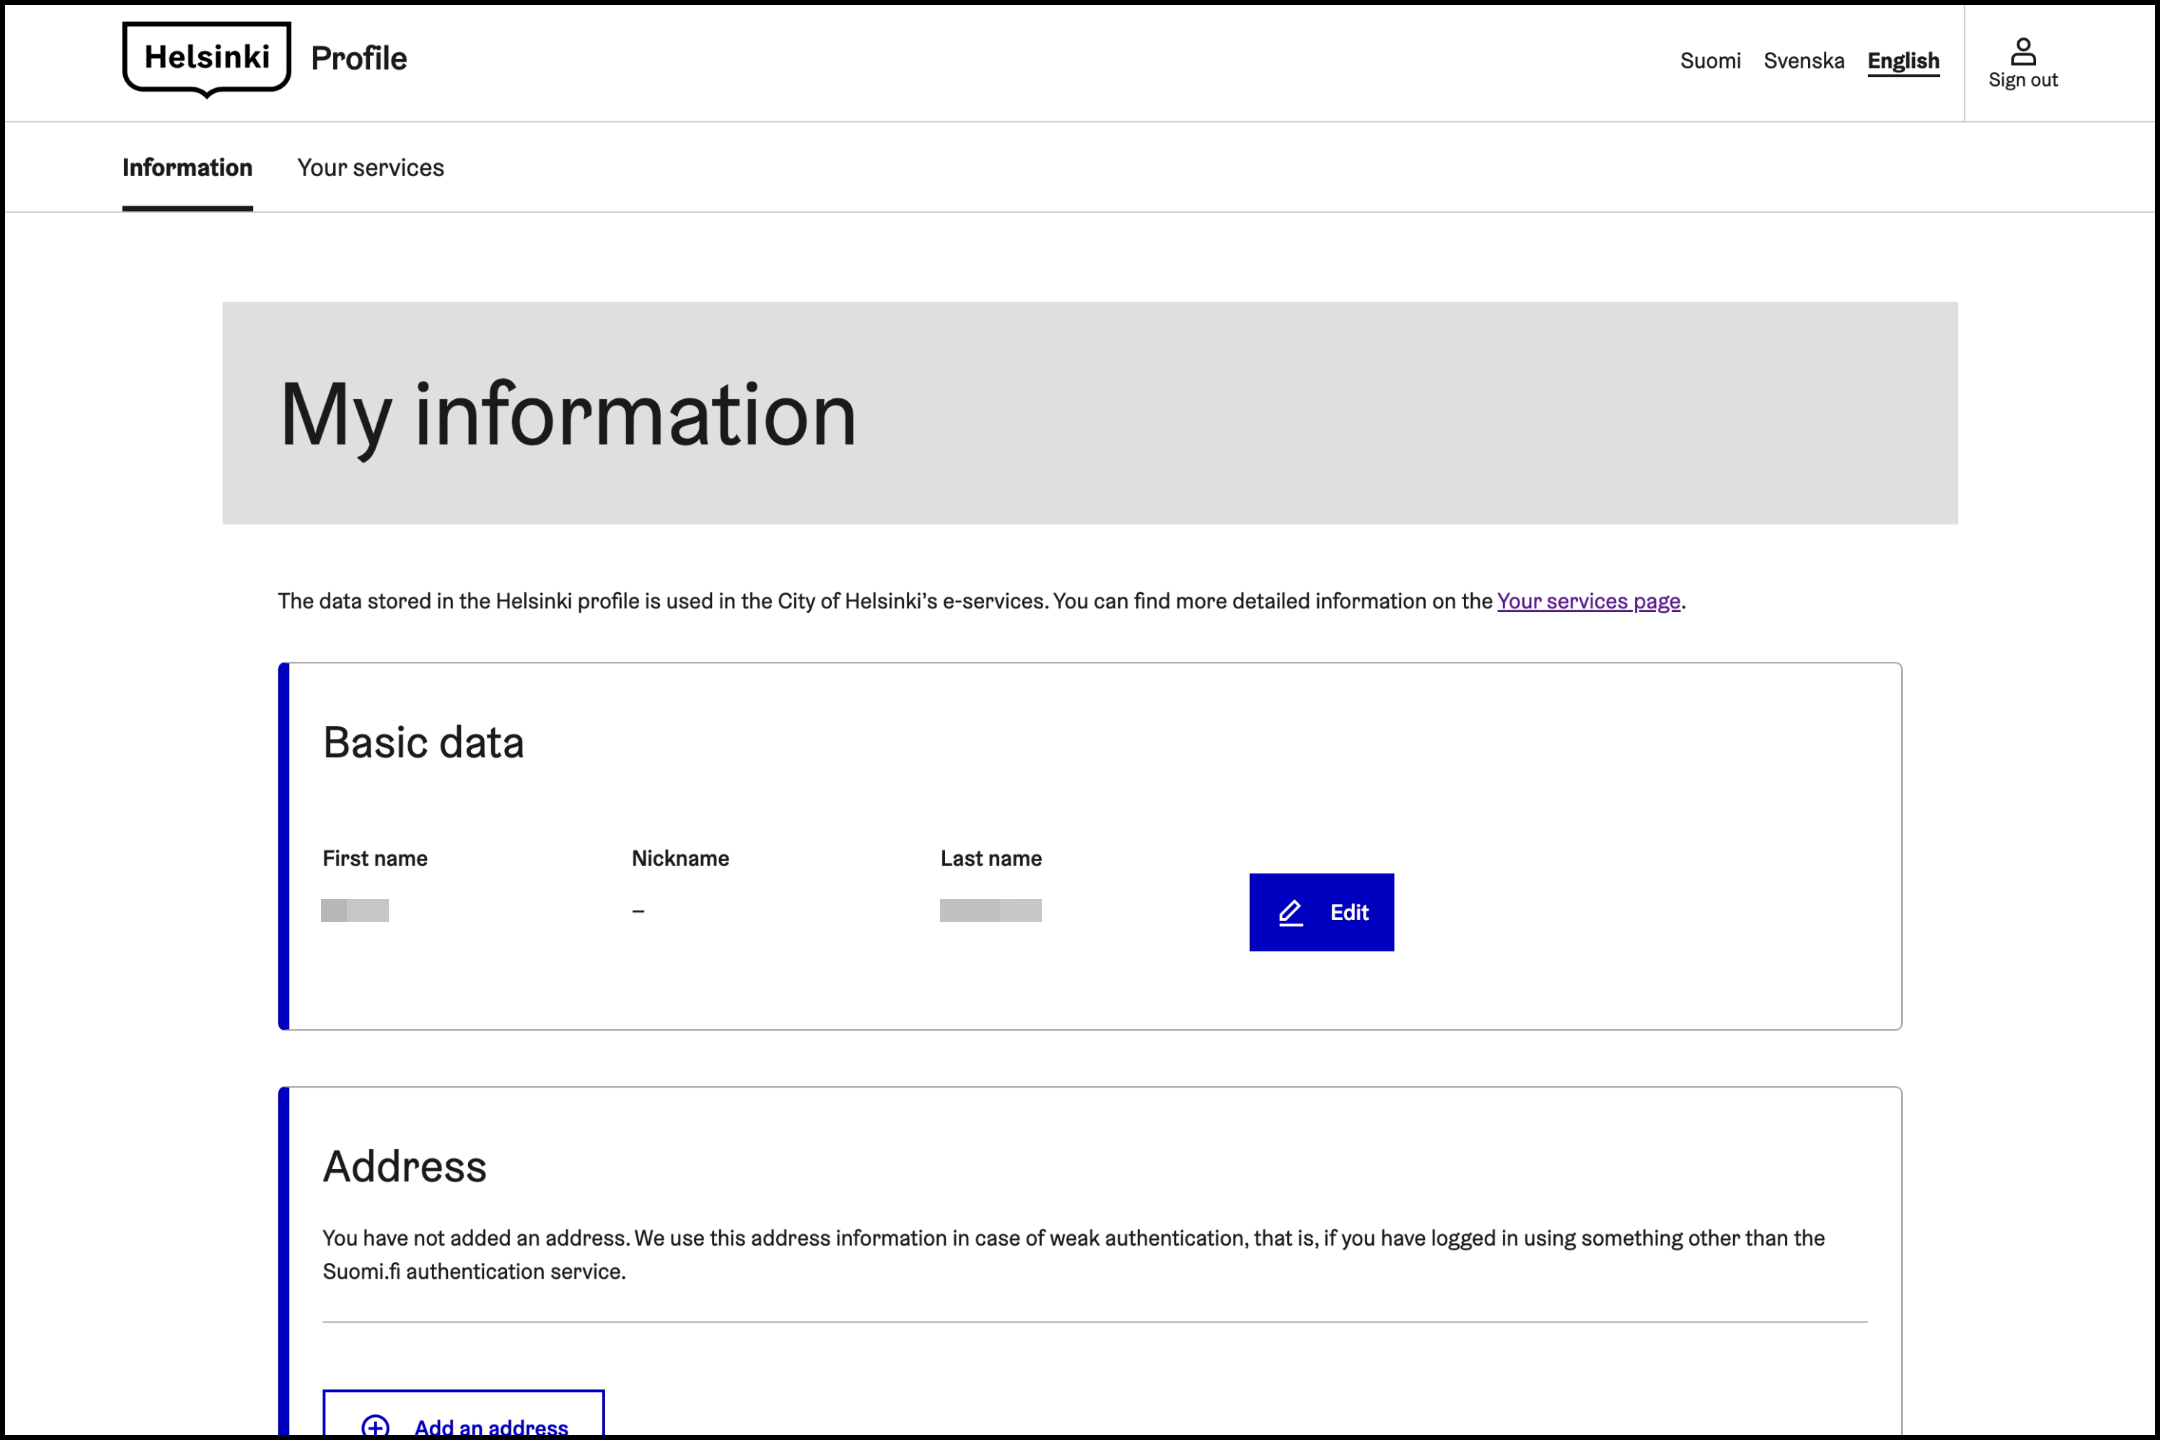 Helsinki
Profile
Suomi
Svenska
English
Sign out
Information
Your services
My information
The data stored in the Helsinki profile is used in the City of Helsinki’s e-services. You can find more detailed information on the Your services page.
Basic data
First name
Nickname
Last name
–
Edit
Address
You have not added an address. We use this address information in case of weak authentication, that is, if you have logged in using something other than the
Suomi.fi authentication service.
Add an address